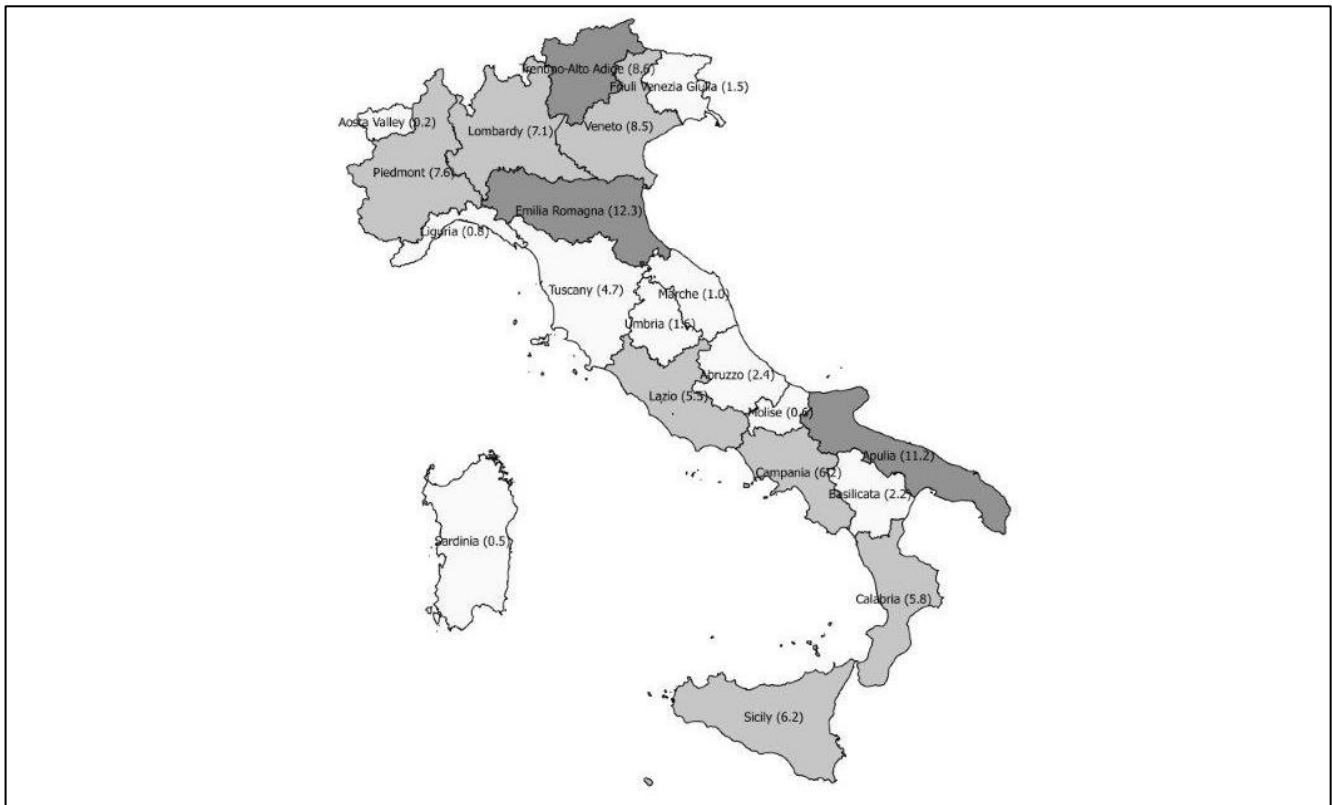 Trentino-Alto Adige (8.6)
Friuli Venezia Giulia (1.5)
Aosta Valley (0.2)
Lombardy (7.1)
Veneto (8.5)
Piedmont (7.6)
Emilia Romagna (12.3)
Liguria (0.8)
Tuscany (4.7)
Marche (1.0)
Umbria (1.6)
Abruzzo (2.4)
Lazio (5.5)
Molise (0.6)
Apulia (11.2)
Campania (6.2)
Basilicata (2.2)
Sardinia (0.5)
Calabria (5.8)
Sicily (6.2)